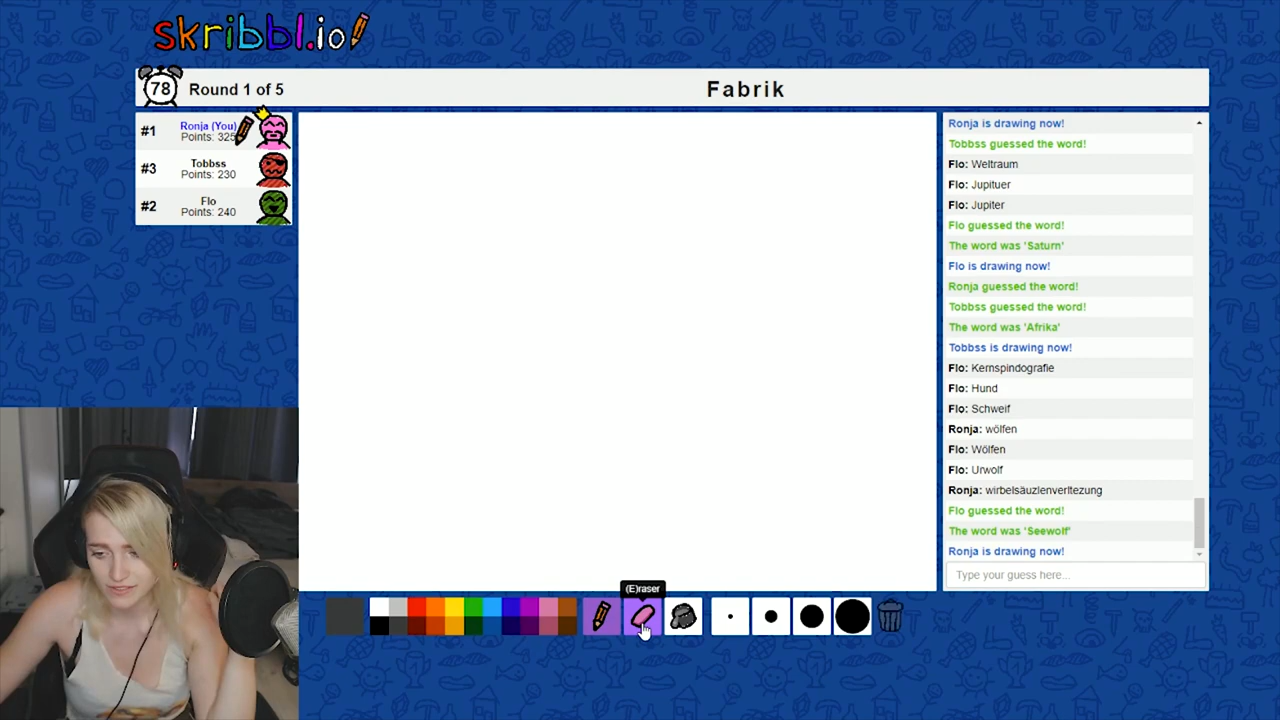 skribbl.io
78
Round 1 of 5
Fabrik
#1
Ronja (You)
Points: 325
#3
Tobbss
Points: 230
#2
Flo
Points: 240
Ronja is drawing now!
Tobbss guessed the word!
Flo: Weltraum
Flo: Jupituer
Flo: Jupiter
Flo guessed the word!
The word was 'Saturn'
Flo is drawing now!
Ronja guessed the word!
Tobbss guessed the word!
The word was 'Afrika'
Tobbss is drawing now!
Flo: Kernspindografie
Flo: Hund
Flo: Schweif
Ronja: wölfen
Flo: Wölfen
Flo: Urwolf
Ronja: wirbelsäuzlenverltezung
Flo guessed the word!
The word was 'Seewolf'
Ronja is drawing now!
Type your guess here...
(E)raser